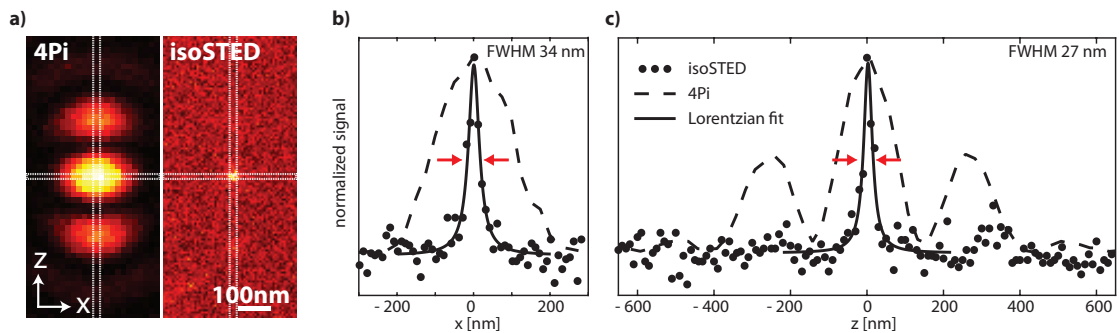 a)
4Pi
isoSTED
Z
X
100nm
b)
FWHM 34 nm
normalized signal
- 200
0
200
x [nm]
c)
FWHM 27 nm
isoSTED
4Pi
Lorentzian fit
- 600
- 400
- 200
0
200
400
600
z [nm]